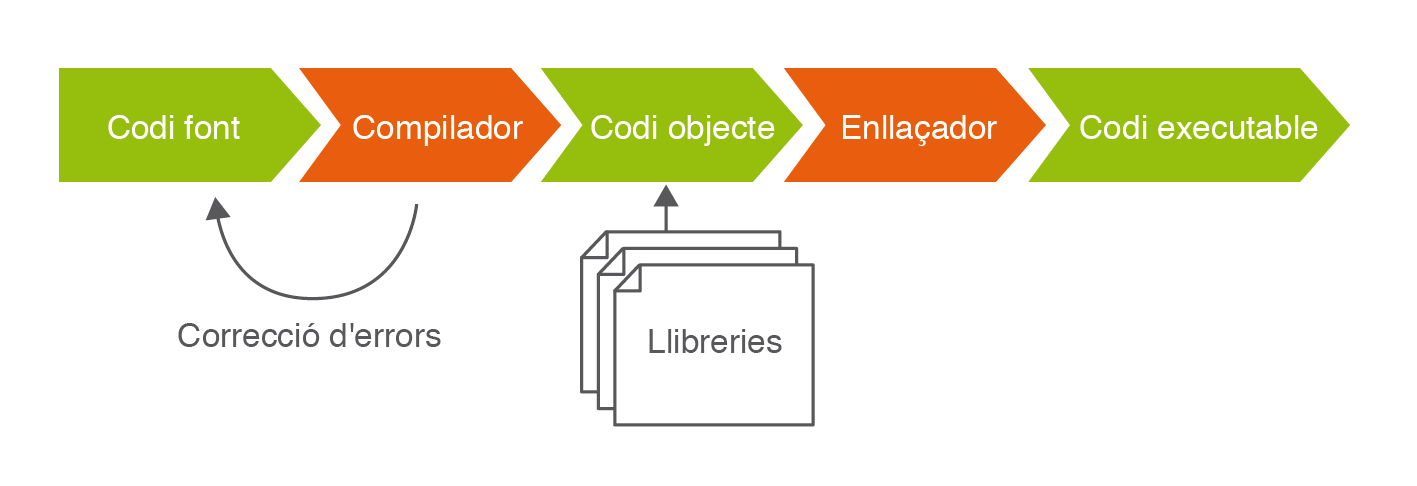 Codi font
Compilador
Codi objecte
Enllaçador
Codi executable
Correcció d'errors
Llibreries